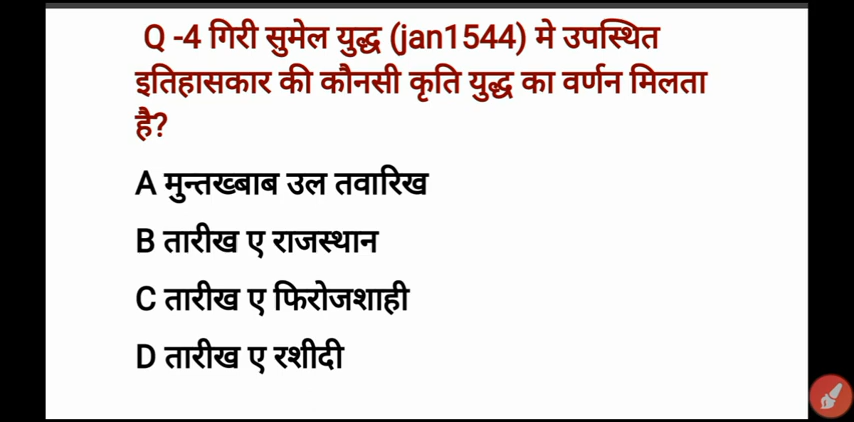 Q -4 गिरी सुमेल युद्ध (jan1544) मे उपस्थित
इतिहासकार की कौनसी कृति युद्ध का वर्णन मिलता
है?
A मुन्तख्बाब उल तवारिख
B तारीख ए राजस्थान
C तारीख ए फिरोजशाही
D तारीख ए रशीदी